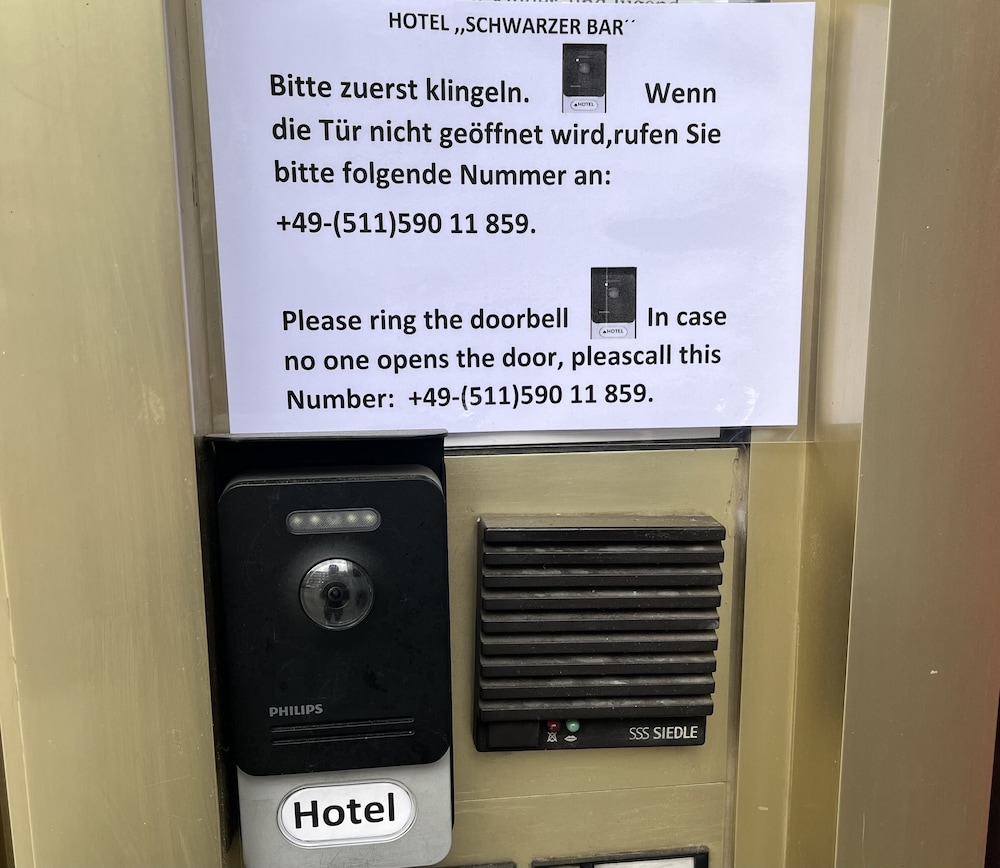 HOTEL „SCHWARZER BAR´´
Bitte zuerst klingeln. HOTEL Wenn
die Tür nicht geöffnet wird,rufen Sie
bitte folgende Nummer an:
+49-(511)590 11 859.
Please ring the doorbell HOTEL In case
no one opens the door, pleascall this
Number: +49-(511)590 11 859.
PHILIPS
SSS SIEDLE
Hotel